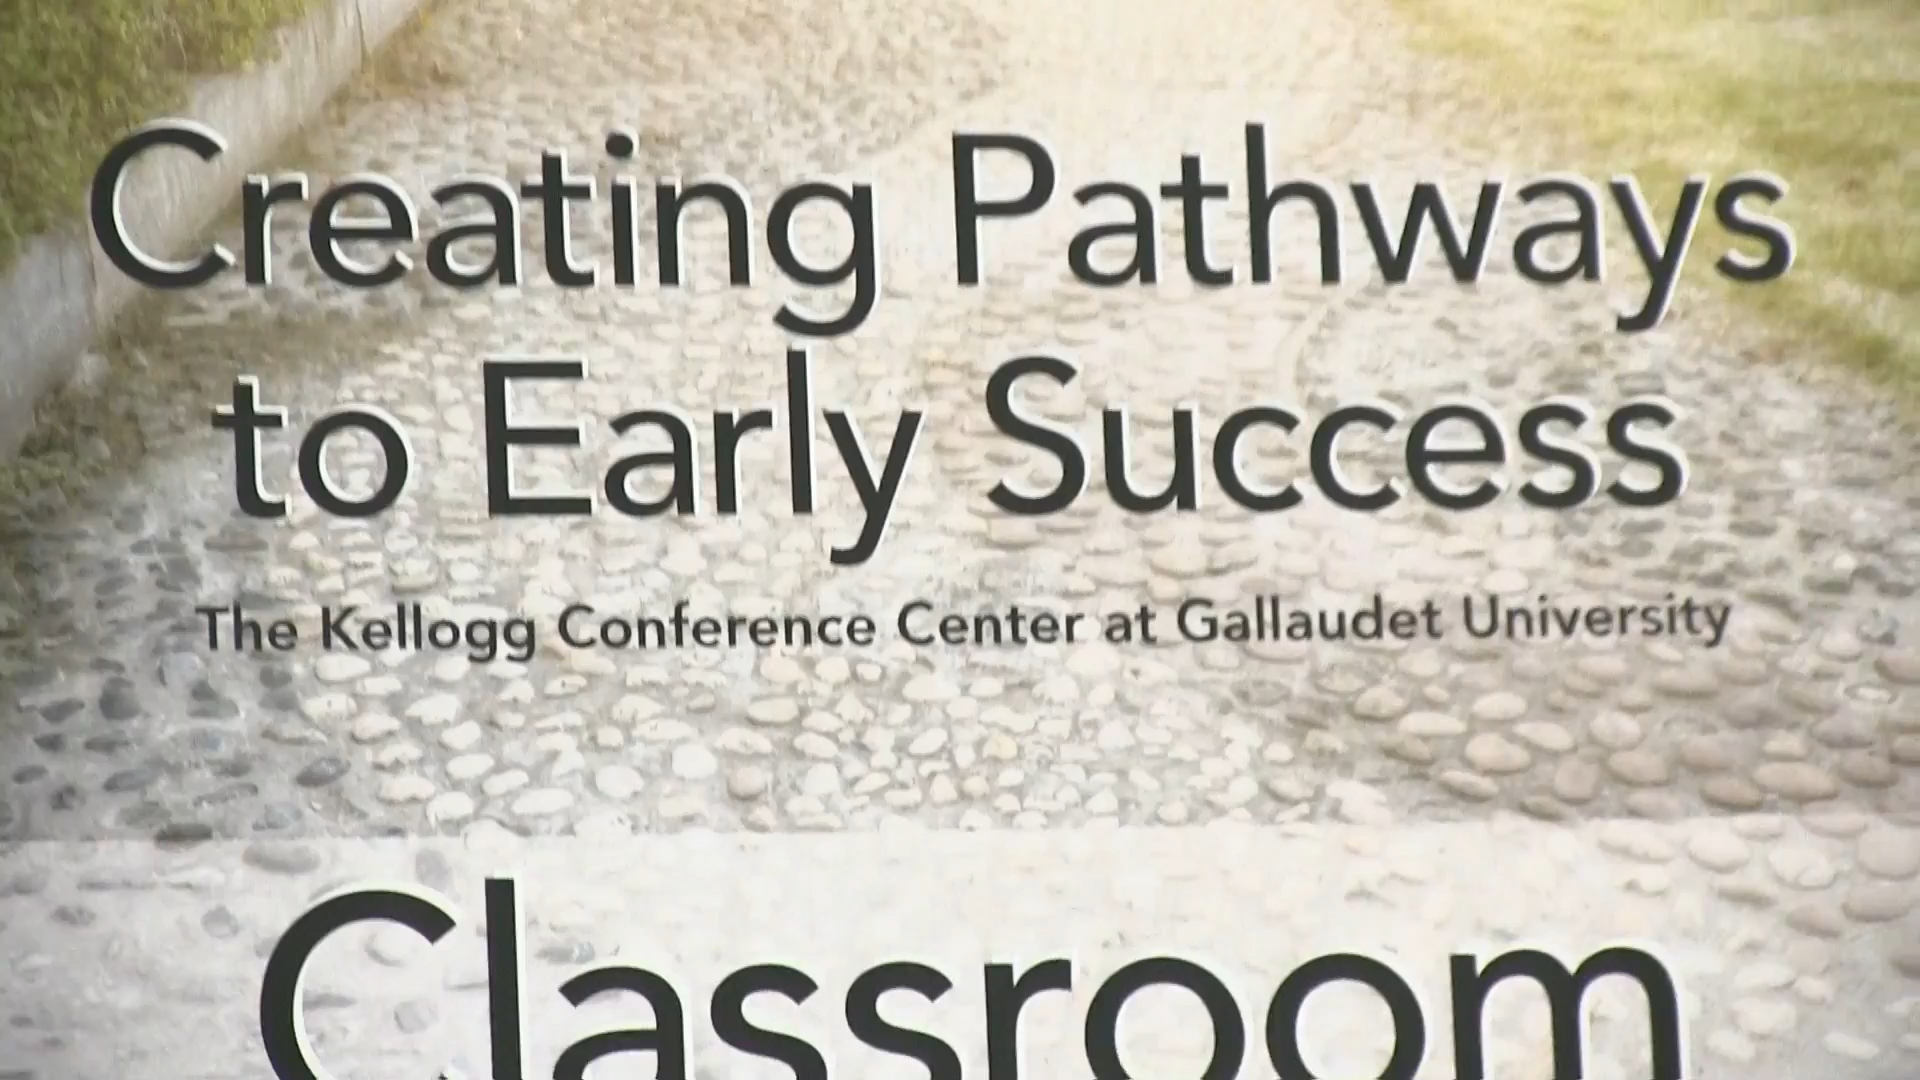 Creating Pathways
to Early Success
The Kellogg Conference Center at Gallaudet University
Classroom